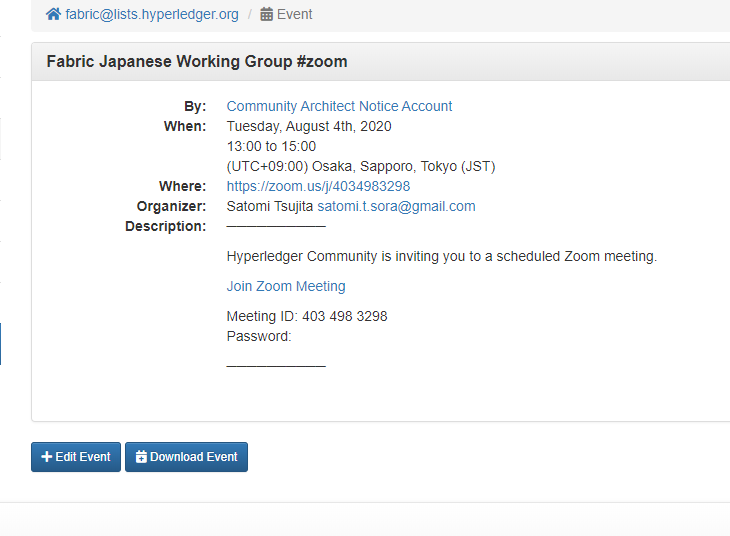 fabric@lists.hyperledger.org / Event
Fabric Japanese Working Group #zoom
By: Community Architect Notice Account
When: Tuesday, August 4th, 2020
13:00 to 15:00
(UTC+09:00) Osaka, Sapporo, Tokyo (JST)
Where: https://zoom.us/j/4034983298
Organizer: Satomi Tsujita satomi.t.sora@gmail.com
Description:
Hyperledger Community is inviting you to a scheduled Zoom meeting.
Join Zoom Meeting
Meeting ID: 403 498 3298
Password:
Edit Event Download Event